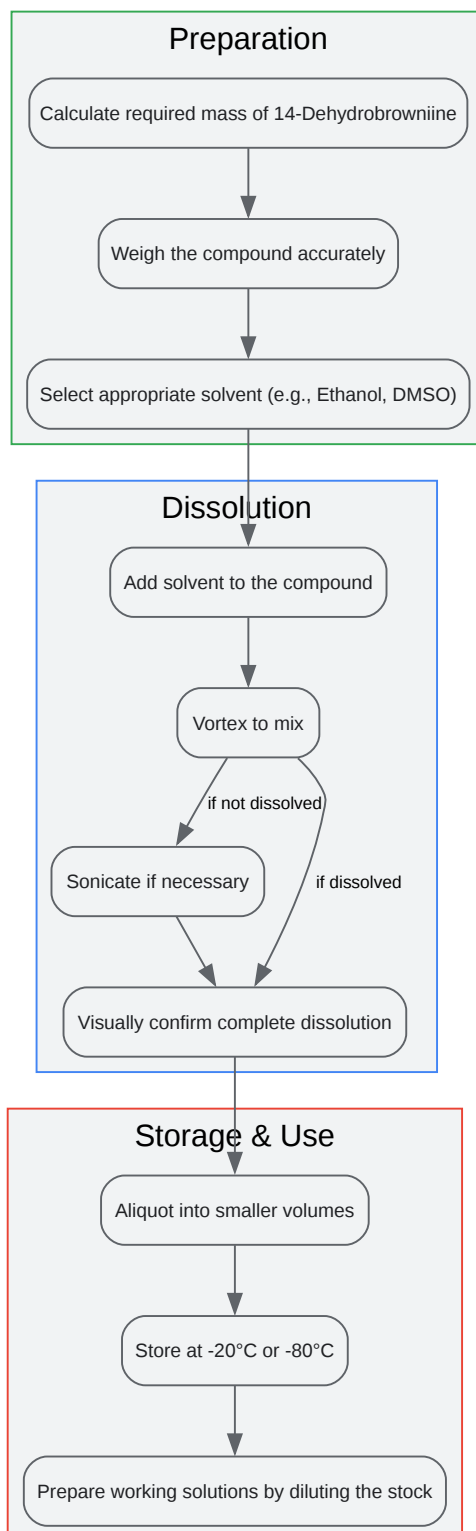 Preparation
Calculate required mass of 14-Dehydrobrowniine
Weigh the compound accurately
Select appropriate solvent (e.g., Ethanol, DMSO)
Dissolution
Add solvent to the compound
Vortex to mix
if not dissolved
Sonicate if necessary
if dissolved
Visually confirm complete dissolution
Storage & Use
Aliquot into smaller volumes
Store at -20°C or -80°C
Prepare working solutions by diluting the stock